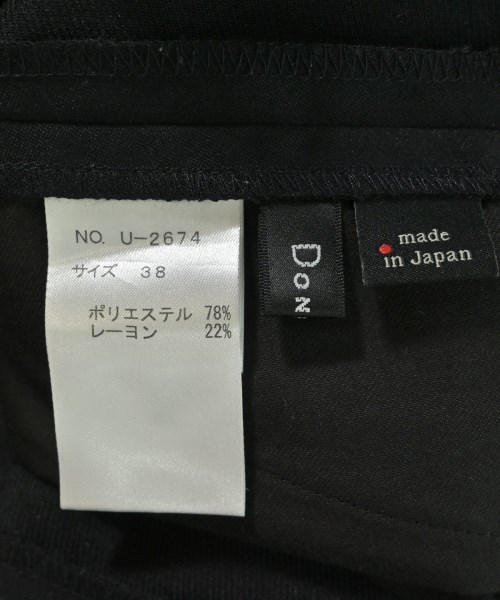 NO. U-2674
サイズ 38
ポリエステル 78%
レーヨン 22%
DoN
made
in Japan